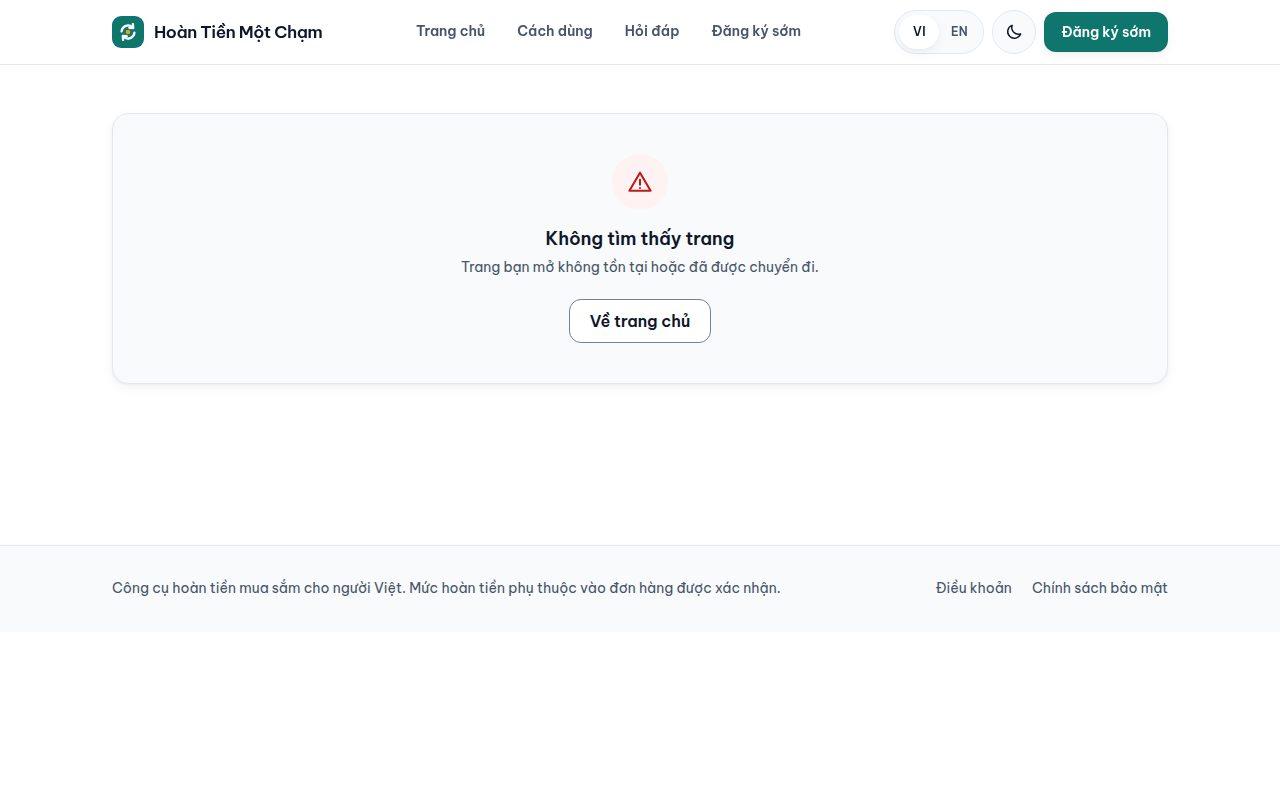 Hoàn Tiền Một Chạm
Trang chủ
Cách dùng
Hỏi đáp
Đăng ký sớm
VI
EN
Đăng ký sớm
Không tìm thấy trang
Trang bạn mở không tồn tại hoặc đã được chuyển đi.
Về trang chủ
Công cụ hoàn tiền mua sắm cho người Việt. Mức hoàn tiền phụ thuộc vào đơn hàng được xác nhận.
Điều khoản
Chính sách bảo mật